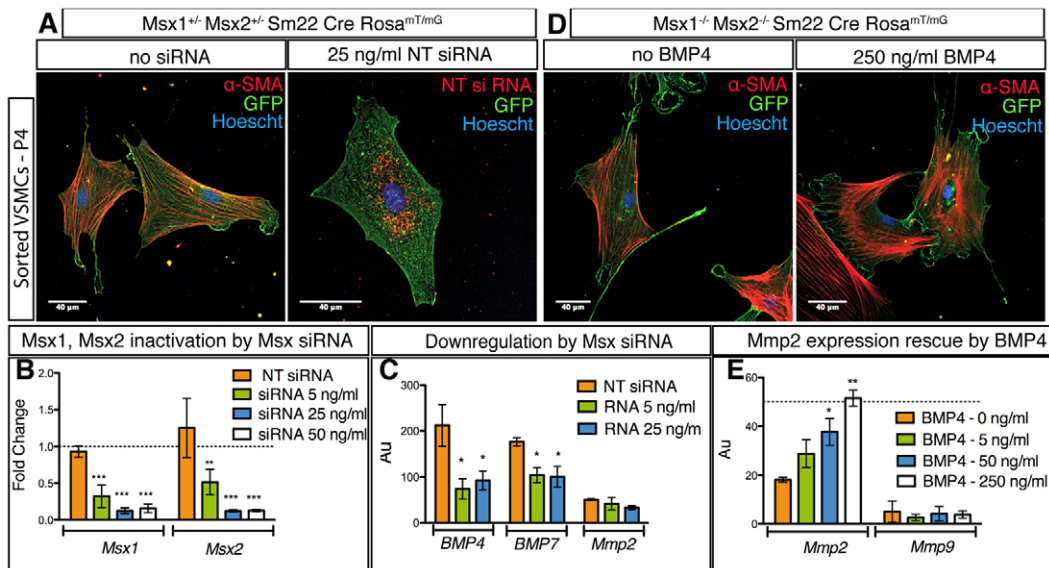 A
Msx1+/- Msx2+/- Sm22 Cre RosamT/mG
no siRNA
25 ng/ml NT siRNA
Sorted VSMCs - P4
α-SMA
GFP
Hoescht
40 µm
NT si RNA
GFP
Hoescht
40 µm
D
Msx1-/- Msx2-/- Sm22 Cre RosamT/mG
no BMP4
250 ng/ml BMP4
α-SMA
GFP
Hoescht
40 µm
α-SMA
GFP
Hoescht
40 µm
Msx1, Msx2 inactivation by Msx siRNA
B
Fold Change
2.0
1.5
1.0
0.5
0.0
NT siRNA
siRNA 5 ng/ml
siRNA 25 ng/ml
siRNA 50 ng/ml
*** *** ***
** *** ***
Msx1
Msx2
Downregulation by Msx siRNA
C
Au
300
200
100
0
NT siRNA
RNA 5 ng/ml
RNA 25 ng/m
* *
* *
BMP4
BMP7
Mmp2
Mmp2 expression rescue by BMP4
E
Au
60
40
20
0
* **
BMP4 - 0 ng/ml
BMP4 - 5 ng/ml
BMP4 - 50 ng/ml
BMP4 - 250 ng/ml
Mmp2
Mmp9